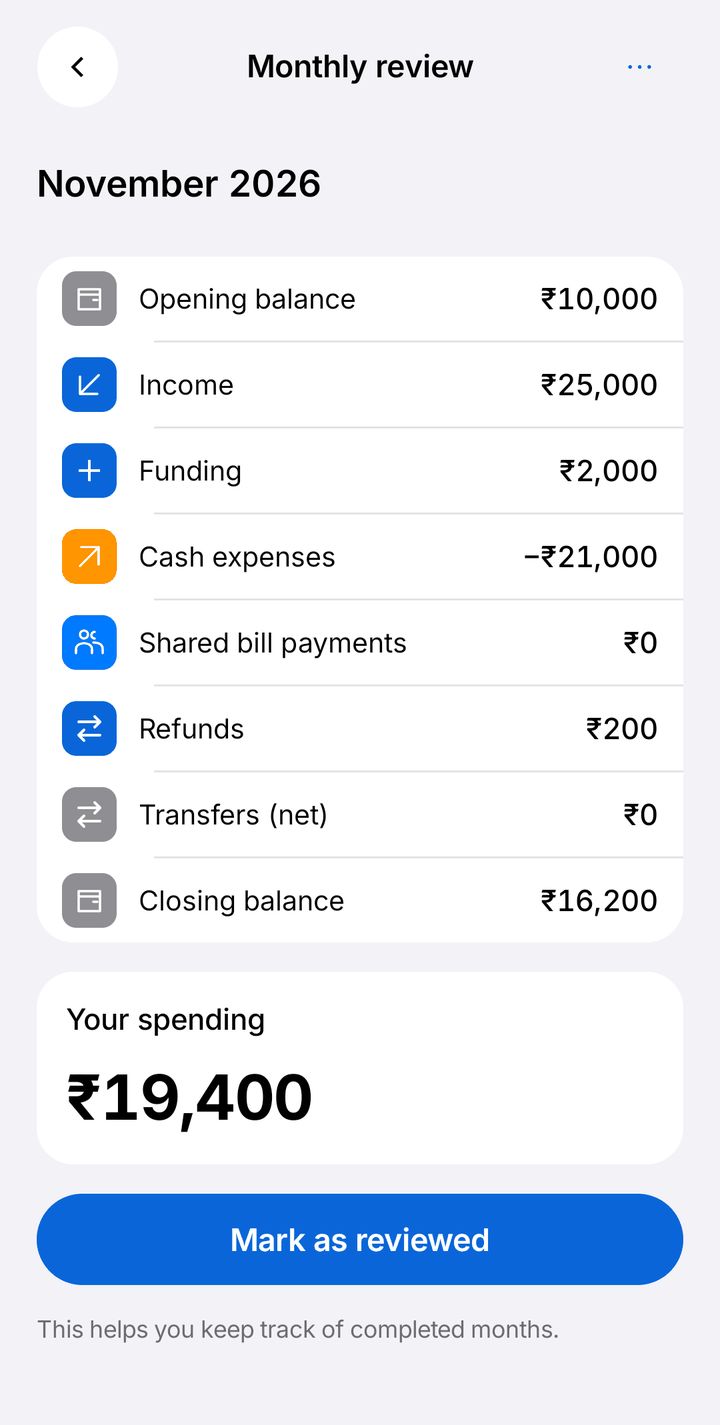 Monthly review
November 2026
Opening balance ₹10,000
Income ₹25,000
Funding ₹2,000
Cash expenses −₹21,000
Shared bill payments ₹0
Refunds ₹200
Transfers (net) ₹0
Closing balance ₹16,200
Your spending
₹19,400
Mark as reviewed
This helps you keep track of completed months.